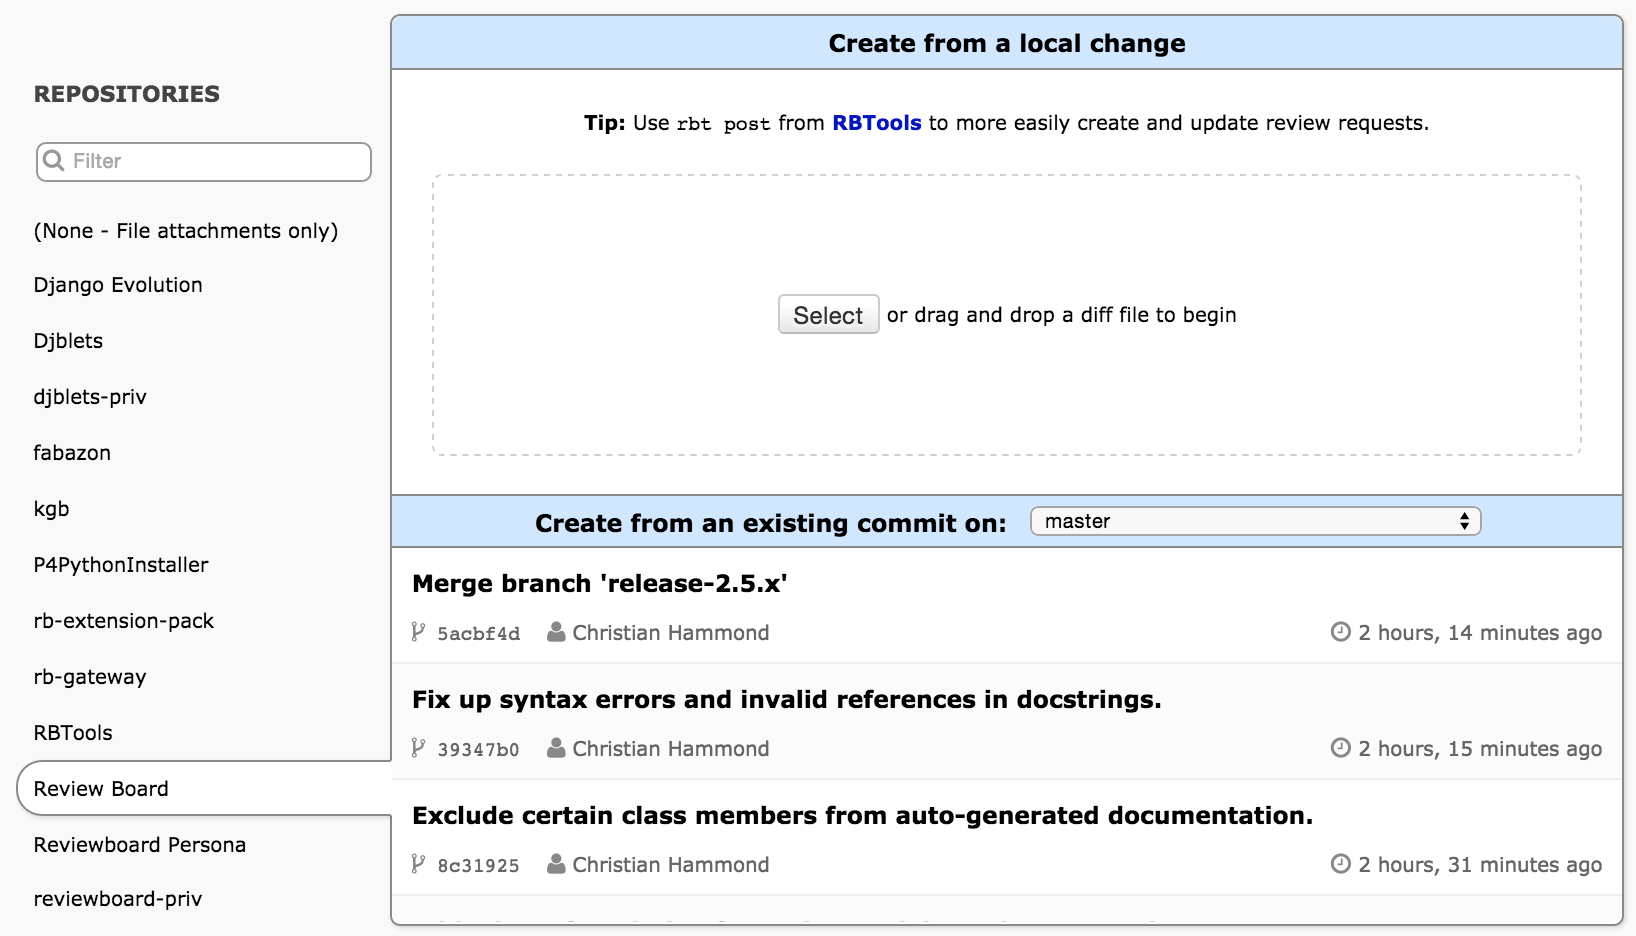 REPOSITORIES
Filter
(None - File attachments only)
Django Evolution
Djblets
djblets-priv
fabazon
kgb
P4PythonInstaller
rb-extension-pack
rb-gateway
RBTools
Review Board
Reviewboard Persona
reviewboard-priv
Create from a local change
Tip: Use rbt post from RBTools to more easily create and update review requests.
Select or drag and drop a diff file to begin
Create from an existing commit on: master
Merge branch 'release-2.5.x'
5acbf4d Christian Hammond 2 hours, 14 minutes ago
Fix up syntax errors and invalid references in docstrings.
39347b0 Christian Hammond 2 hours, 15 minutes ago
Exclude certain class members from auto-generated documentation.
8c31925 Christian Hammond 2 hours, 31 minutes ago